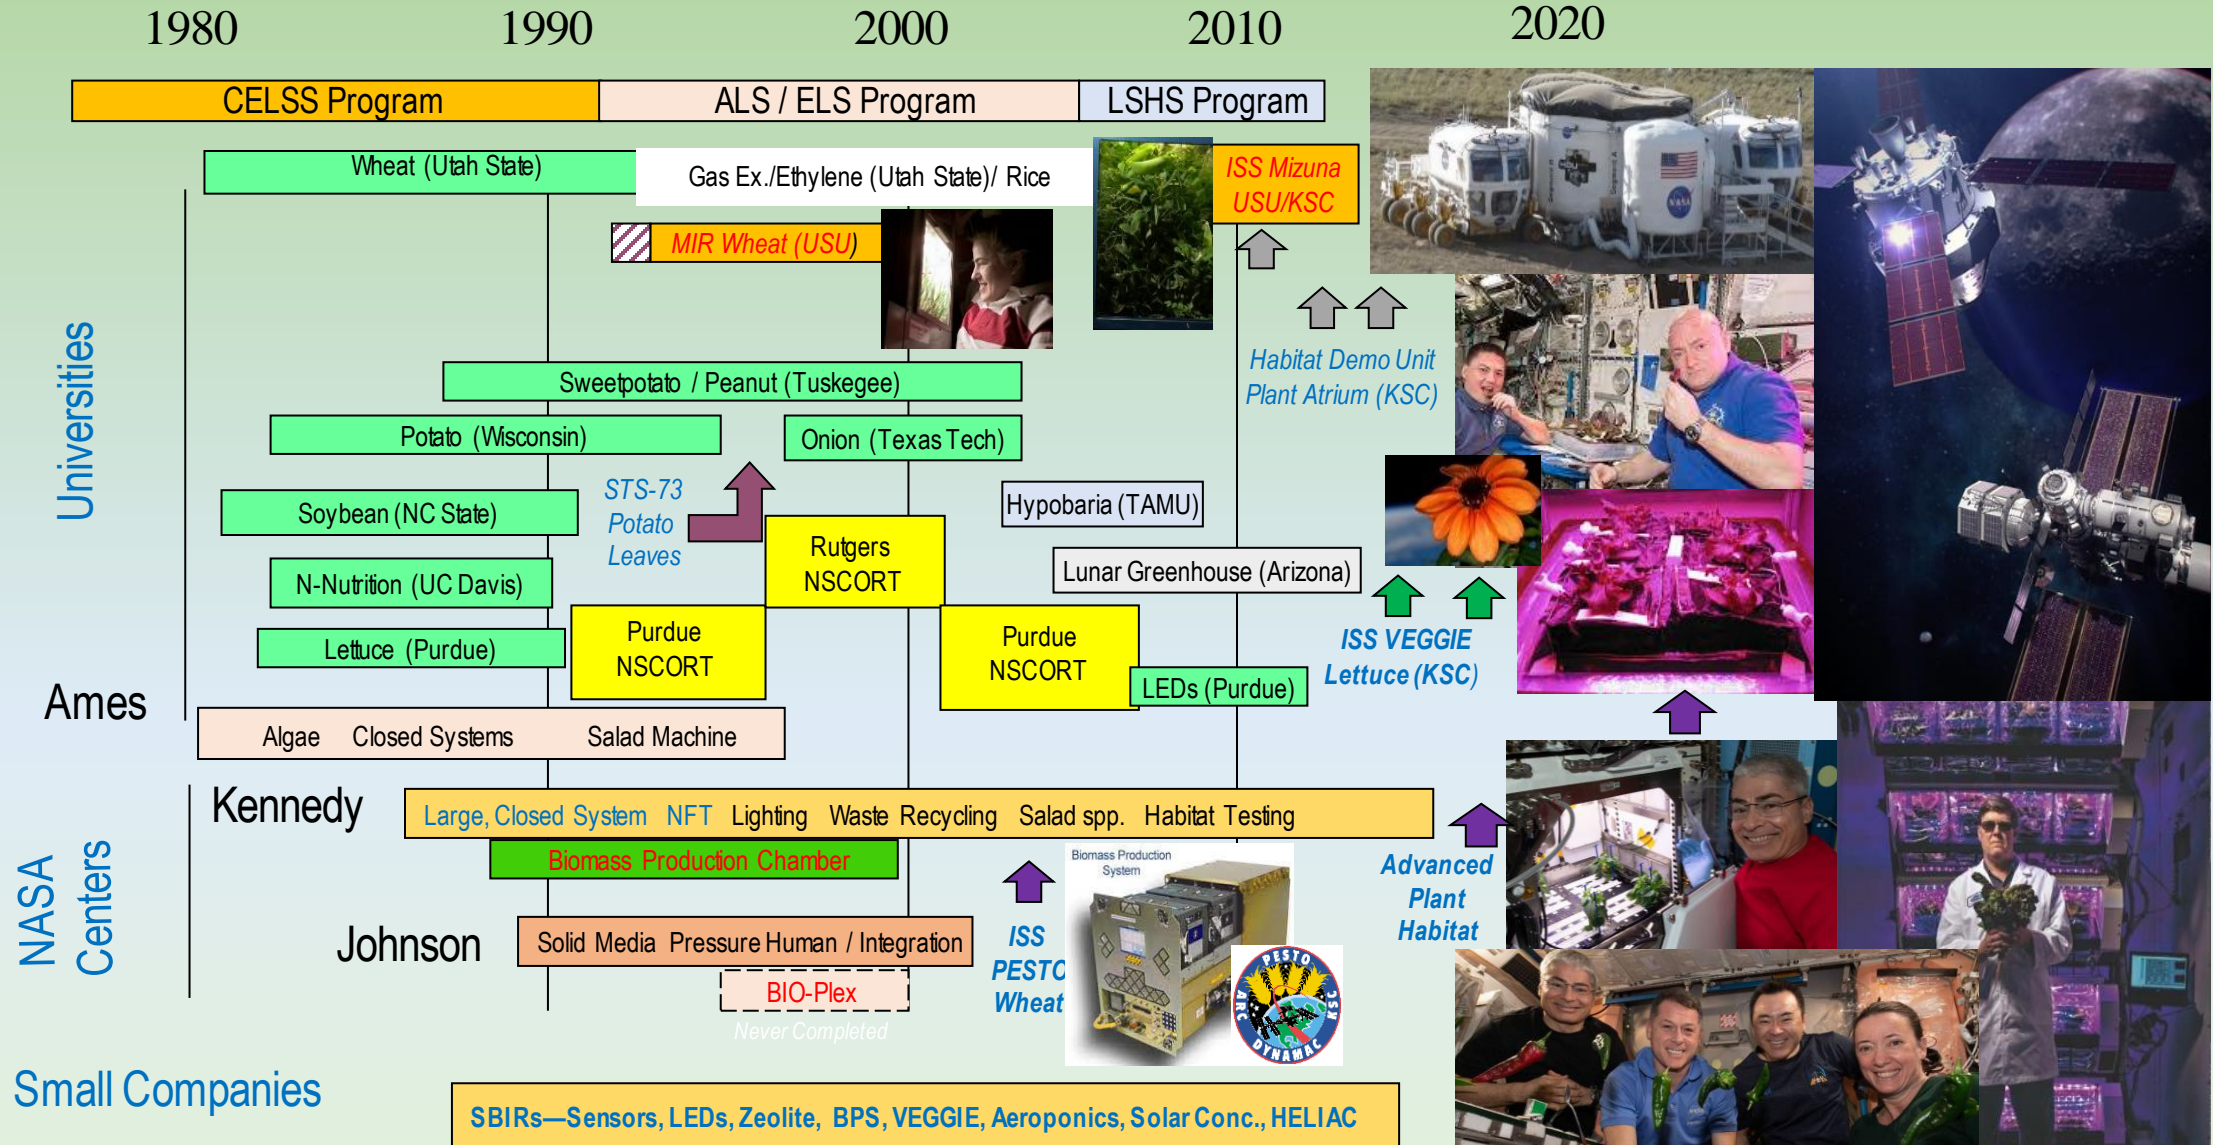 1980 1990 2000 2010 2020
CELSS Program ALS / ELS Program LSHS Program
Wheat (Utah State) Gas Ex./Ethylene (Utah State)/ Rice
ISS Mizuna
USU/KSC
MIR Wheat (USU)
Habitat Demo Unit
Plant Atrium (KSC)
Universities
Sweetpotato / Peanut (Tuskegee)
Potato (Wisconsin) Onion (Texas Tech)
STS-73
Potato
Leaves
Hypobaria (TAMU)
Soybean (NC State)
Rutgers
NSCORT
Lunar Greenhouse (Arizona)
N-Nutrition (UC Davis)
Purdue
NSCORT
Purdue
NSCORT
ISS VEGGIE
Lettuce (KSC)
Lettuce (Purdue)
LEDs (Purdue)
Ames
Algae Closed Systems Salad Machine
Kennedy
Large, Closed System NFT Lighting Waste Recycling Salad spp. Habitat Testing
Biomass Production Chamber
NASA
Centers
Biomass Production
System
Advanced
Plant
Habitat
Johnson
Solid Media Pressure Human / Integration
ISS
PESTO
Wheat
BIO-Plex
Never Completed
PESTO
ARC
KSC
DYNAMAC
NASA
Small Companies
SBIRs—Sensors, LEDs, Zeolite, BPS, VEGGIE, Aeroponics, Solar Conc., HELIAC